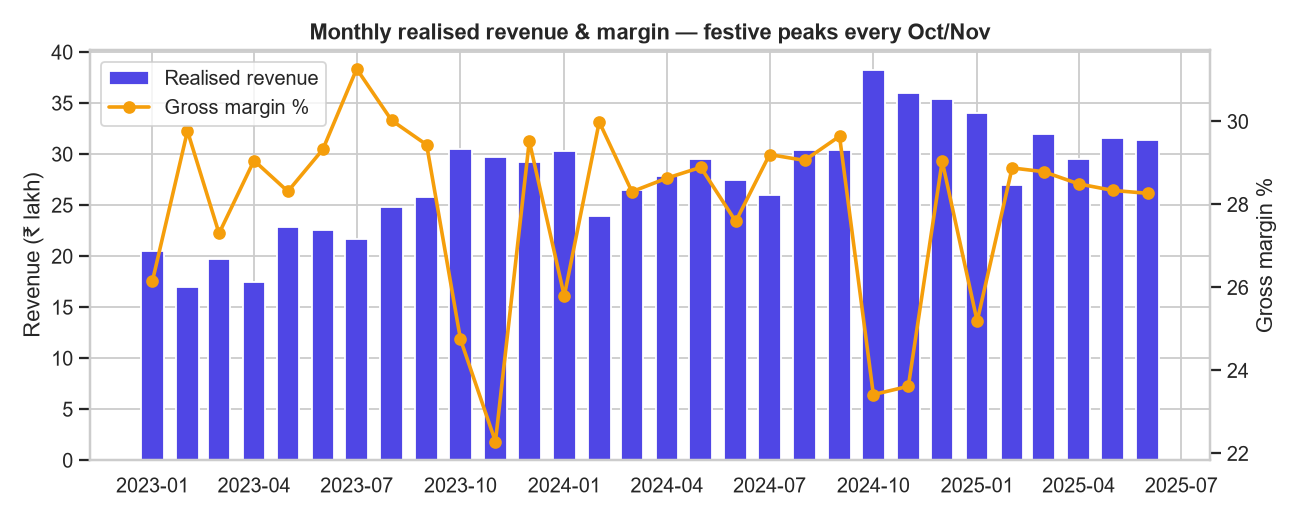 Monthly realised revenue & margin — festive peaks every Oct/Nov
Realised revenue
Gross margin %
Revenue (₹ lakh)
40
35
30
25
20
15
10
5
0
30
28
26
24
22
Gross margin %
2023-01 2023-04 2023-07 2023-10 2024-01 2024-04 2024-07 2024-10 2025-01 2025-04 2025-07